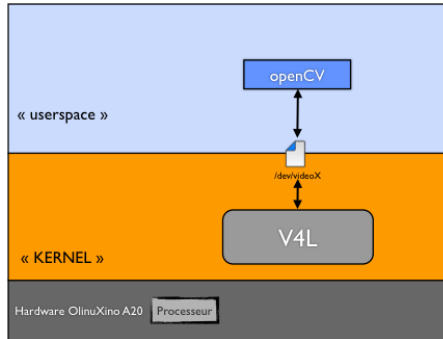 openCV
« userspace »
/dev/videoX
V4L
« KERNEL »
Hardware OlinuXino A20
Processeur